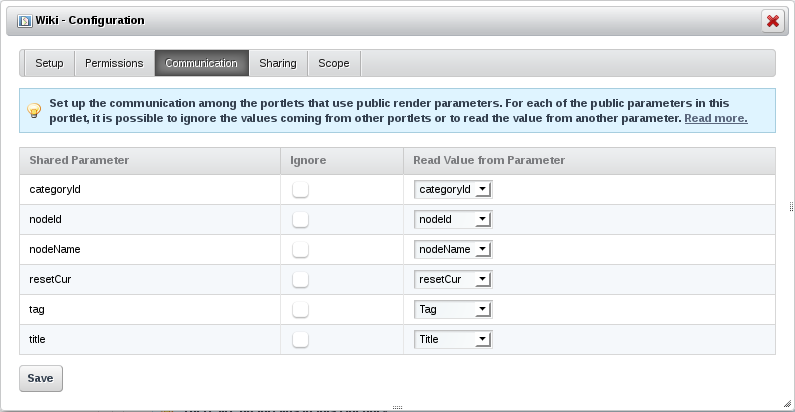 Wiki - Configuration
Setup Permissions Communication Sharing Scope
Set up the communication among the portlets that use public render parameters. For each of the public parameters in this
portlet, it is possible to ignore the values coming from other portlets or to read the value from another parameter. Read more.
Shared Parameter Ignore Read Value from Parameter
categoryId categoryId
nodeId nodeId
nodeName nodeName
resetCur resetCur
tag Tag
title Title
Save